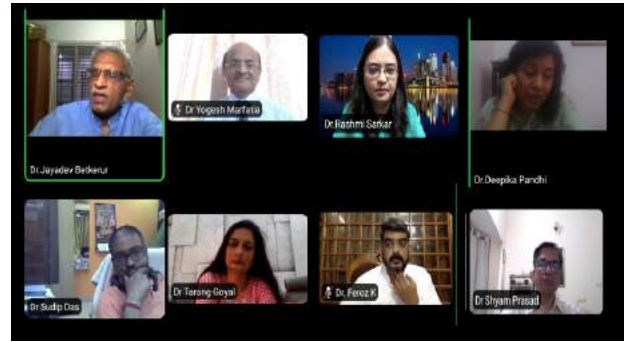 Dr.Jayadev Betkerur
Dr Yogesh Marfatia
Dr.Rashmi Sarkar
Dr.Deepika Pandhi
Dr Sudip Das
Dr Tarang Goyal
Dr. Feroz K
Dr Shyam Prasad